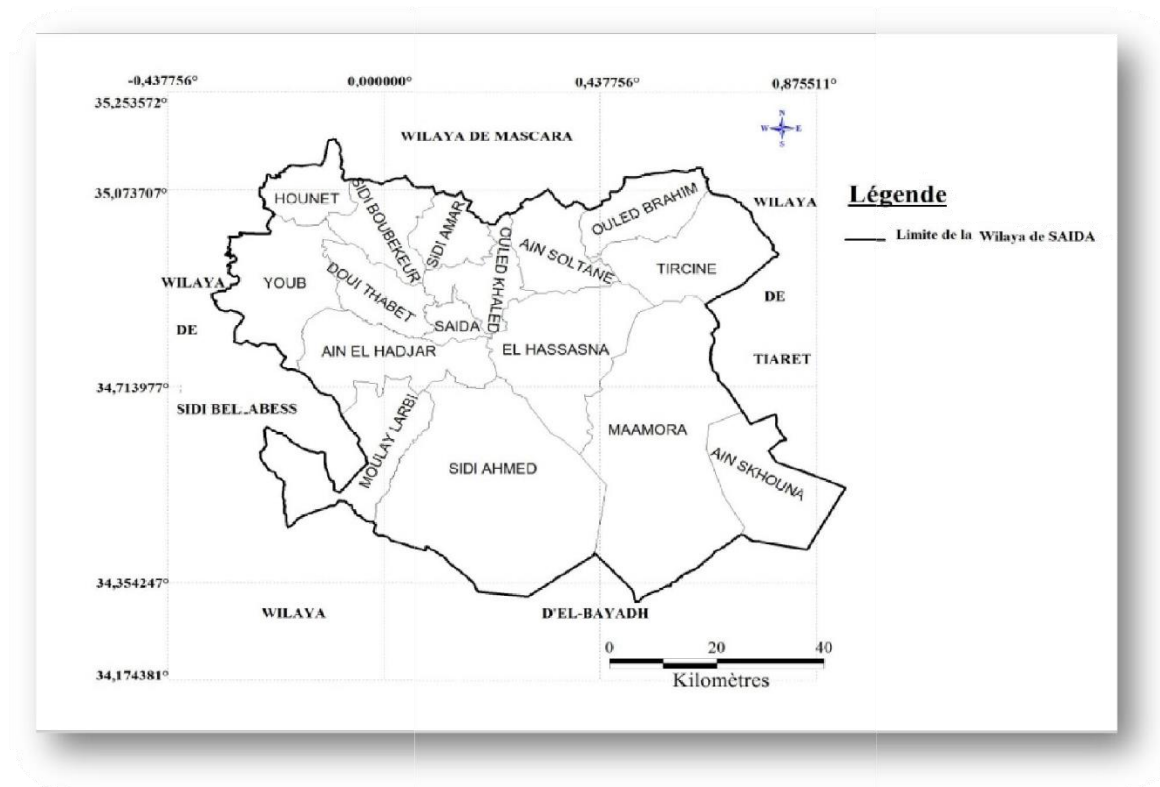 -0,437756° 0,000000° 0,437756° 0,875511°
35,253572°
N
W E
S
WILAYA DE MASCARA
35,073707°
HOUNET
SIDI BOUBEKEUR
SIDI AMAR
OULED KHALED
AIN SOLTANE
OULED BRAHIM
WILAYA
Légende
Limite de la Wilaya de SAIDA
TIRCINE
WILAYA
YOUB
DOUI THABET
DE
SAIDA
DE
AIN EL HADJAR
EL HASSASNA
TIARET
34,713977°
SIDI BEL_ABESS
MOULAY LARBI
MAAMORA
SIDI AHMED
AIN SKHOUNA
34,354247°
WILAYA
D'EL-BAYADH
0 20 40
Kilomètres
34,174381°